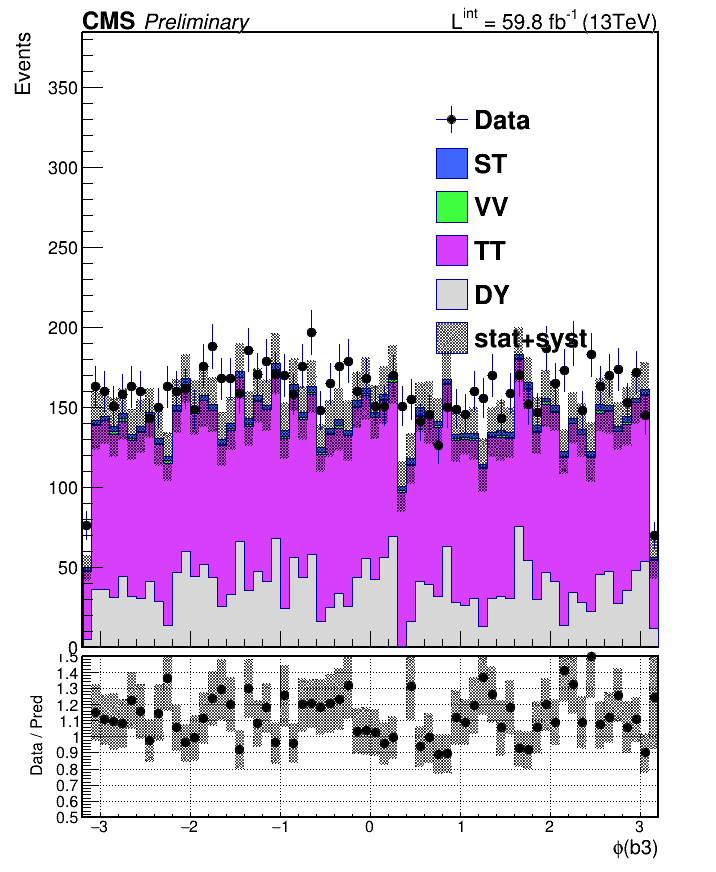 CMS Preliminary
L^int = 59.8 fb^-1 (13TeV)
Events
350
300
250
200
150
100
50
0
Data
ST
VV
TT
DY
stat+syst
Data / Pred
1.5
1.4
1.3
1.2
1.1
1
0.9
0.8
0.7
0.6
0.5
−3 −2 −1 0 1 2 3
ϕ(b3)